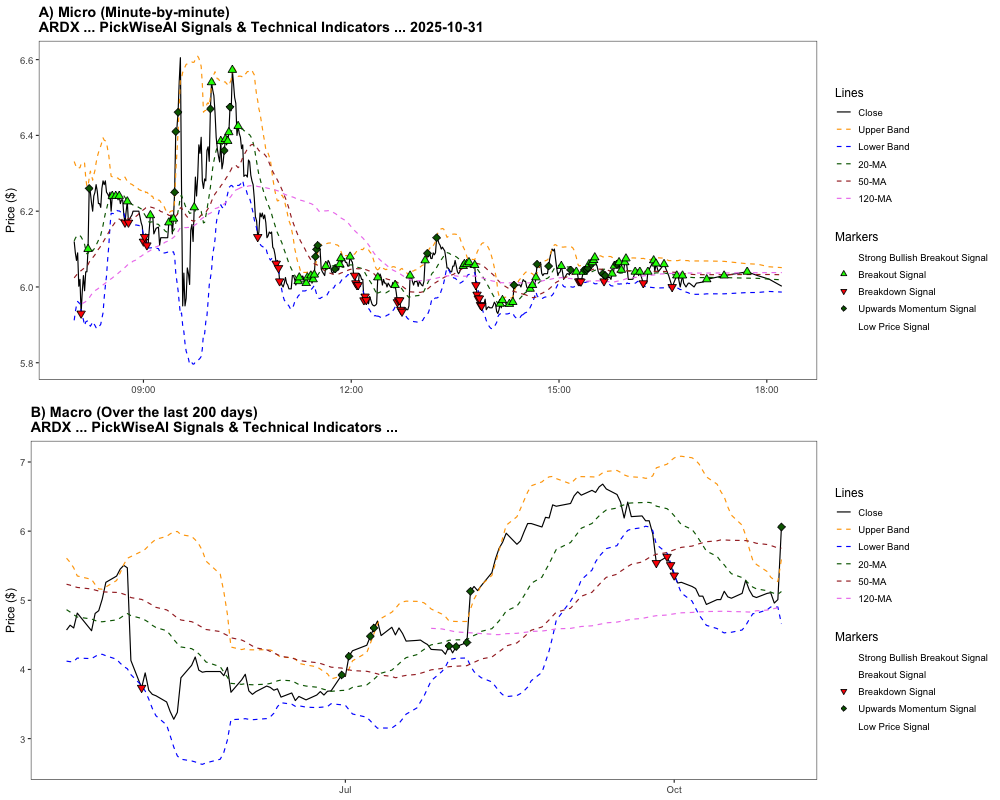 A) Micro (Minute-by-minute)
ARDX ... PickWiseAI Signals & Technical Indicators ... 2025-10-31
Price ($)
6.6
6.4
6.2
6.0
5.8
09:00
12:00
15:00
18:00
Lines
Close
Upper Band
Lower Band
20-MA
50-MA
120-MA
Markers
Strong Bullish Breakout Signal
Breakout Signal
Breakdown Signal
Upwards Momentum Signal
Low Price Signal
B) Macro (Over the last 200 days)
ARDX ... PickWiseAI Signals & Technical Indicators ...
Price ($)
7
6
5
4
3
Jul
Oct
Lines
Close
Upper Band
Lower Band
20-MA
50-MA
120-MA
Markers
Strong Bullish Breakout Signal
Breakout Signal
Breakdown Signal
Upwards Momentum Signal
Low Price Signal